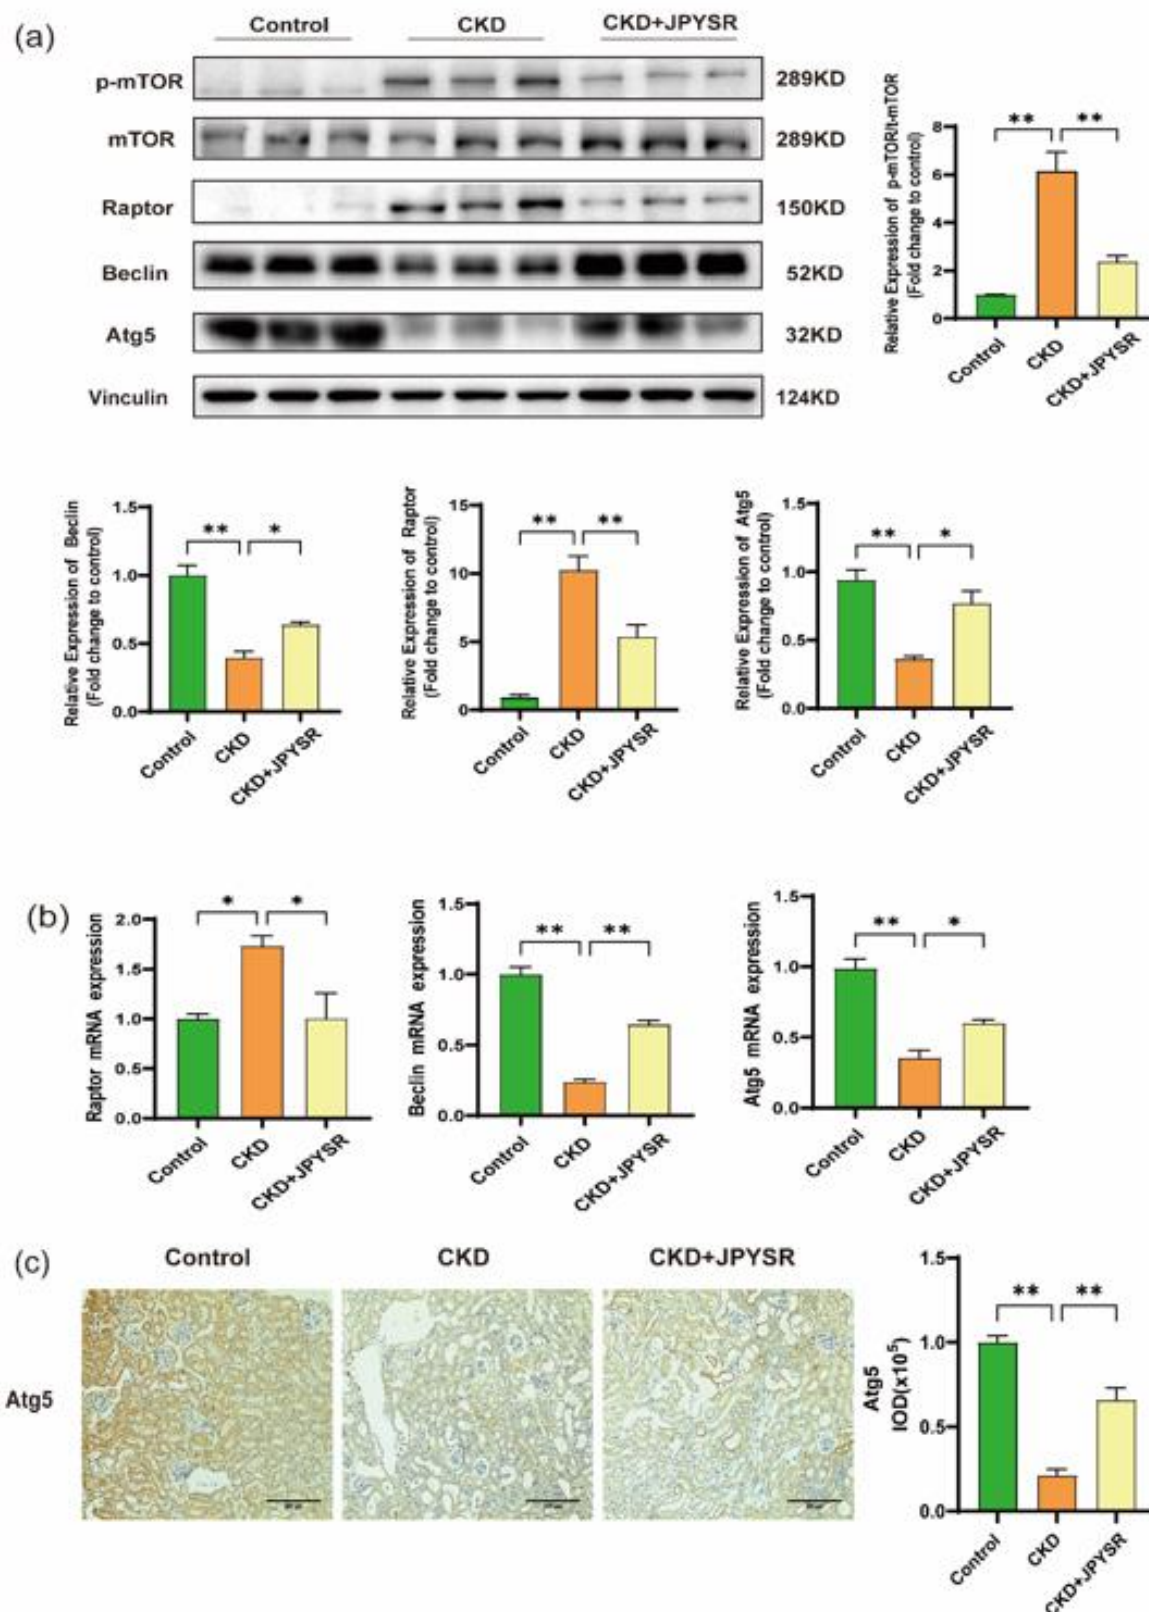 (a)
Control CKD CKD+JPYSR
p-mTOR 289KD
mTOR 289KD
Raptor 150KD
Beclin 52KD
Atg5 32KD
Vinculin 124KD
Relative Expression of p-mTOR/t-mTOR
(Fold change to control)
8
6
4
2
0
** **
Control CKD CKD+JPYSR
Relative Expression of Beclin
(Fold change to control)
1.5
1.0
0.5
0.0
** *
Control CKD CKD+JPYSR
Relative Expression of Raptor
(Fold change to control)
15
10
5
0
** **
Control CKD CKD+JPYSR
Relative Expression of Atg5
(Fold change to control)
1.5
1.0
0.5
0.0
** *
Control CKD CKD+JPYSR
(b)
Raptor mRNA expression
2.0
1.5
1.0
0.5
0.0
* *
Control CKD CKD+JPYSR
Beclin mRNA expression
1.5
1.0
0.5
0.0
** **
Control CKD CKD+JPYSR
Atg5 mRNA expression
1.5
1.0
0.5
0.0
** *
Control CKD CKD+JPYSR
(c)
Control CKD CKD+JPYSR
Atg5
Atg5
IOD(x10⁵)
1.5
1.0
0.5
0.0
** **
Control CKD CKD+JPYSR